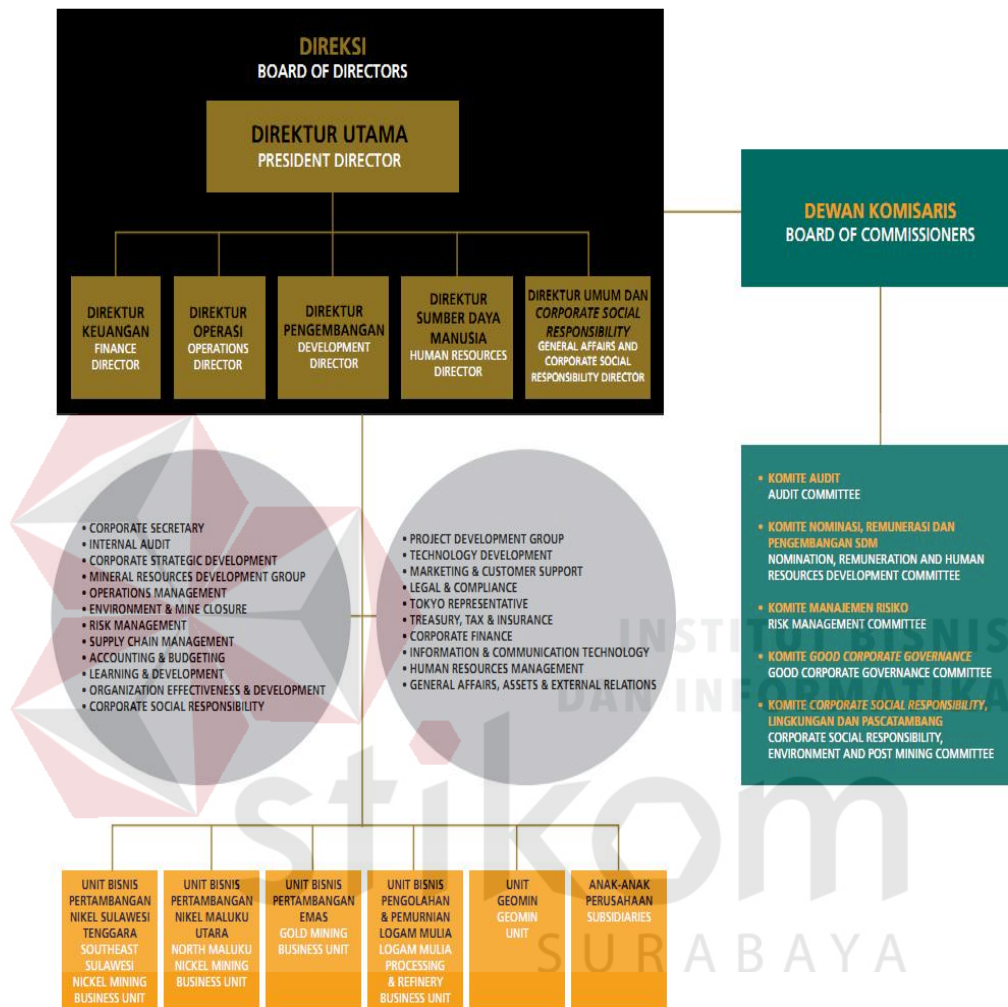 DIREKSI
BOARD OF DIRECTORS
DIREKTUR UTAMA
PRESIDENT DIRECTOR
DIREKTUR
KEUANGAN
FINANCE
DIRECTOR
DIREKTUR
OPERASI
OPERATIONS
DIRECTOR
DIREKTUR
PENGEMBANGAN
DEVELOPMENT
DIRECTOR
DIREKTUR
SUMBER DAYA
MANUSIA
HUMAN RESOURCES
DIRECTOR
DIREKTUR UMUM DAN
CORPORATE SOCIAL
RESPONSIBILITY
GENERAL AFFAIRS AND
CORPORATE SOCIAL
RESPONSIBILITY DIRECTOR
DEWAN KOMISARIS
BOARD OF COMMISSIONERS
• CORPORATE SECRETARY
• INTERNAL AUDIT
• CORPORATE STRATEGIC DEVELOPMENT
• MINERAL RESOURCES DEVELOPMENT GROUP
• OPERATIONS MANAGEMENT
• ENVIRONMENT & MINE CLOSURE
• RISK MANAGEMENT
• SUPPLY CHAIN MANAGEMENT
• ACCOUNTING & BUDGETING
• LEARNING & DEVELOPMENT
• ORGANIZATION EFFECTIVENESS & DEVELOPMENT
• CORPORATE SOCIAL RESPONSIBILITY
• PROJECT DEVELOPMENT GROUP
• TECHNOLOGY DEVELOPMENT
• MARKETING & CUSTOMER SUPPORT
• LEGAL & COMPLIANCE
• TOKYO REPRESENTATIVE
• TREASURY, TAX & INSURANCE
• CORPORATE FINANCE
• INFORMATION & COMMUNICATION TECHNOLOGY
• HUMAN RESOURCES MANAGEMENT
• GENERAL AFFAIRS, ASSETS & EXTERNAL RELATIONS
• KOMITE AUDIT
AUDIT COMMITTEE
• KOMITE NOMINASI, REMUNERASI DAN
PENGEMBANGAN SDM
NOMINATION, REMUNERATION AND HUMAN
RESOURCES DEVELOPMENT COMMITTEE
• KOMITE MANAJEMEN RISIKO
RISK MANAGEMENT COMMITTEE
• KOMITE GOOD CORPORATE GOVERNANCE
GOOD CORPORATE GOVERNANCE COMMITTEE
• KOMITE CORPORATE SOCIAL RESPONSIBILITY,
LINGKUNGAN DAN PASCATAMBANG
CORPORATE SOCIAL RESPONSIBILITY,
ENVIRONMENT AND POST MINING COMMITTEE
INSTITUT BISNIS
DAN INFORMATIKA
stikom
SURABAYA
UNIT BISNIS
PERTAMBANGAN
NIKEL SULAWESI
TENGGARA
SOUTHEAST
SULAWESI
NICKEL MINING
BUSINESS UNIT
UNIT BISNIS
PERTAMBANGAN
NIKEL MALUKU
UTARA
NORTH MALUKU
NICKEL MINING
BUSINESS UNIT
UNIT BISNIS
PERTAMBANGAN
EMAS
GOLD MINING
BUSINESS UNIT
UNIT BISNIS
PENGOLAHAN
& PEMURNIAN
LOGAM MULIA
LOGAM MULIA
PROCESSING
& REFINERY
BUSINESS UNIT
UNIT
GEOMIN
GEOMIN
UNIT
ANAK-ANAK
PERUSAHAAN
SUBSIDIARIES